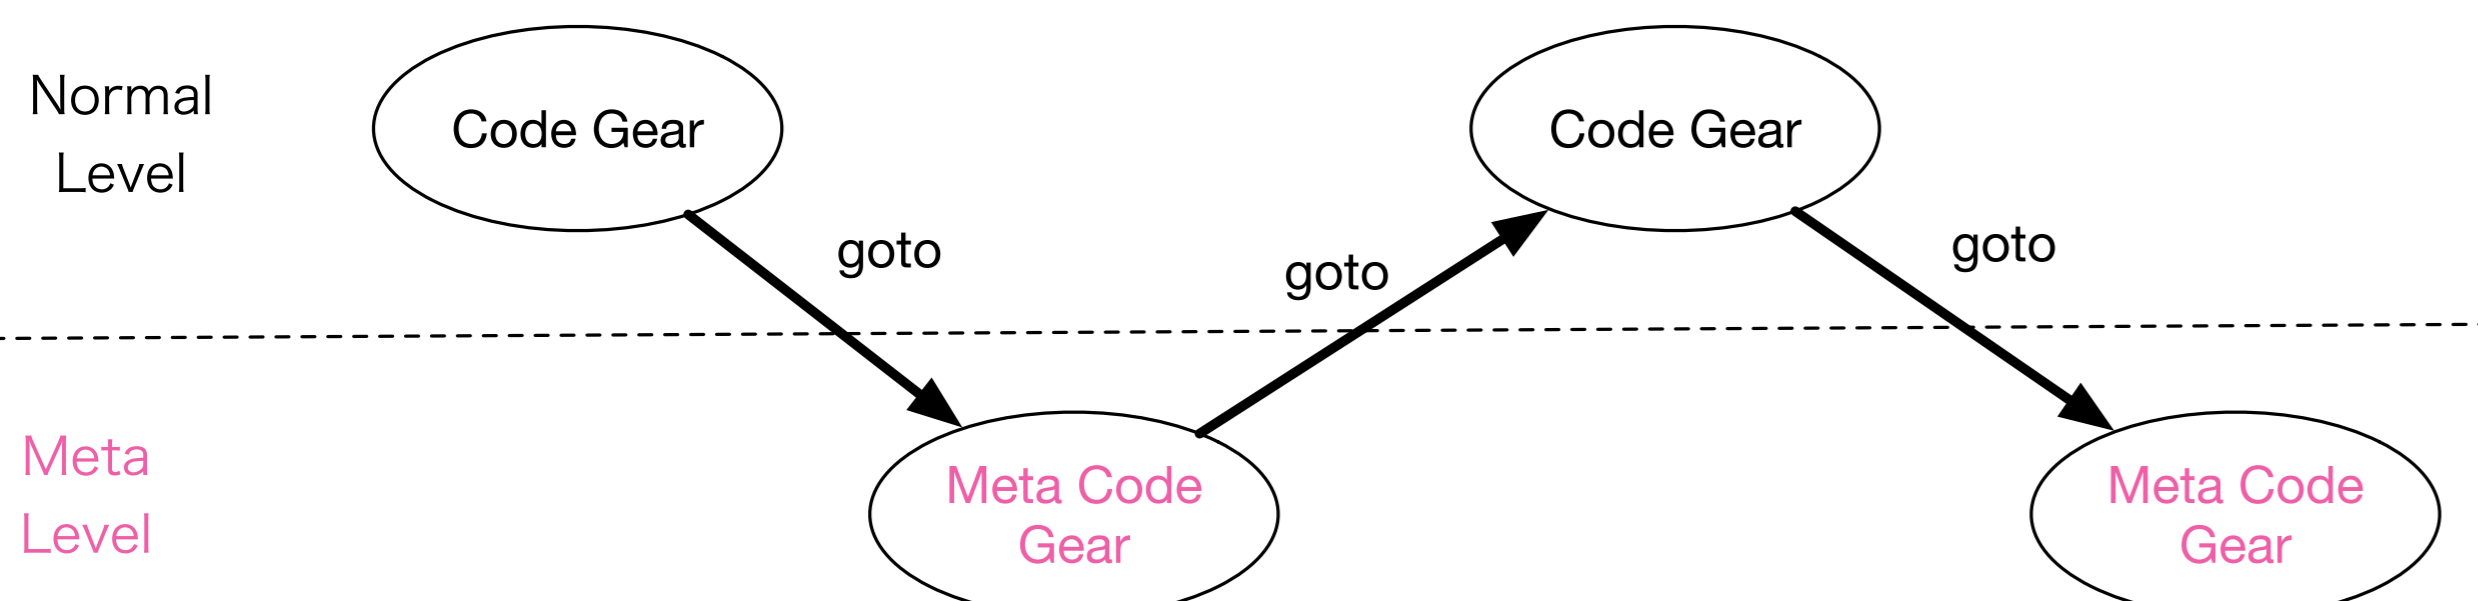 Normal
Level
Code Gear
Code Gear
goto
goto
goto
Meta
Level
Meta Code
Gear
Meta Code
Gear